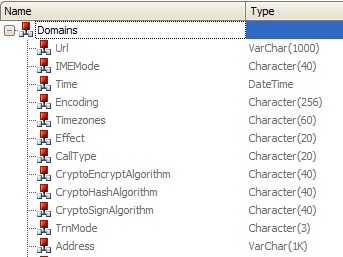 Name Type
Domains
Url VarChar(1000)
IMEMode Character(40)
Time DateTime
Encoding Character(256)
Timezones Character(60)
Effect Character(20)
CallType Character(20)
CryptoEncryptAlgorithm Character(40)
CryptoHashAlgorithm Character(40)
CryptoSignAlgorithm Character(40)
TrnMode Character(3)
Address VarChar(1K)